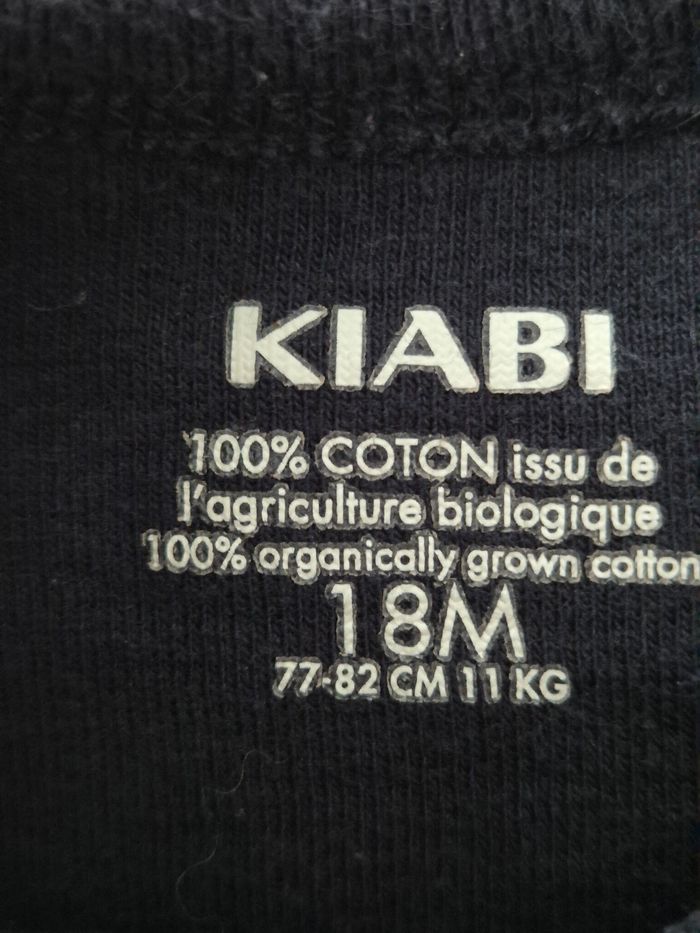 KIABI
100% COTON issu de
l'agriculture biologique
100% organically grown cotton
18M
77-82 CM 11 KG